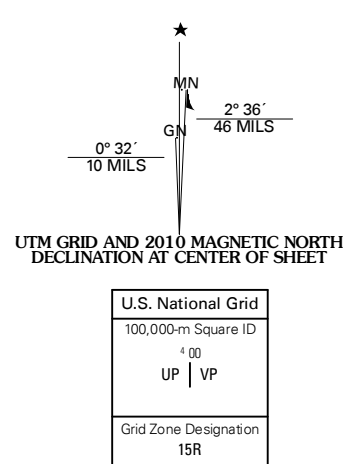 MN
2° 36´
46 MILS
GN
0° 32´
10 MILS
UTM GRID AND 2010 MAGNETIC NORTH
DECLINATION AT CENTER OF SHEET
U.S. National Grid
100,000-m Square ID
4 00
UP VP
Grid Zone Designation
15R